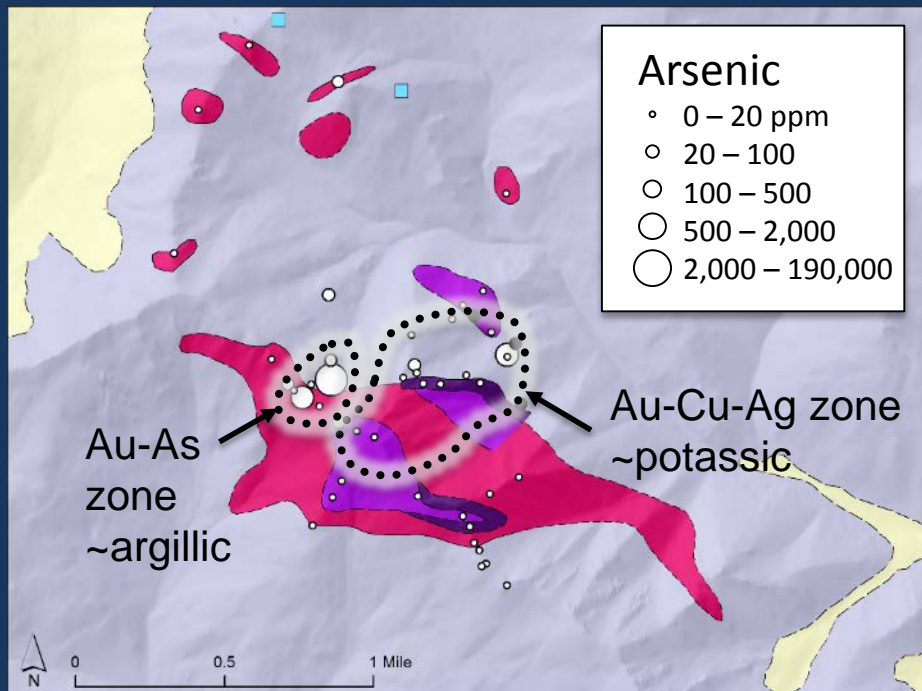 Arsenic
0 – 20 ppm
20 – 100
100 – 500
500 – 2,000
2,000 – 190,000
Au-As
zone
~argillic
Au-Cu-Ag zone
~potassic
N
0 0.5 1 Mile